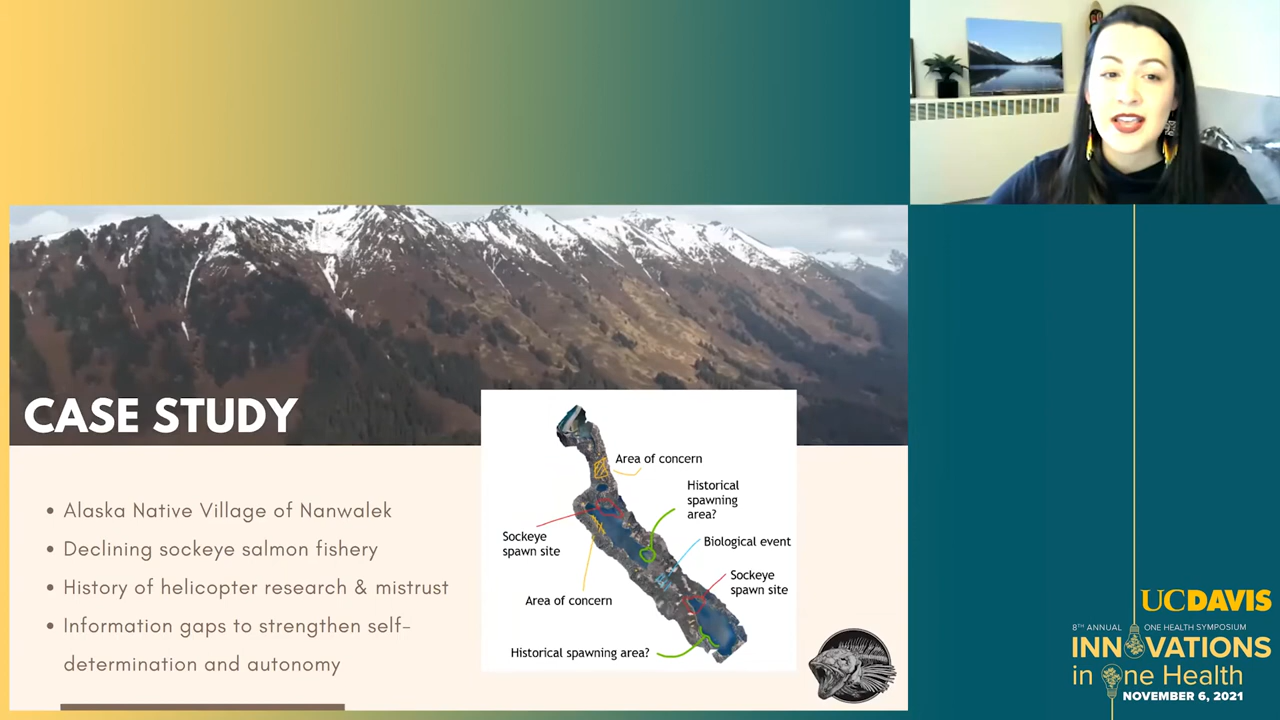 CASE STUDY
• Alaska Native Village of Nanwalek
• Declining sockeye salmon fishery
• History of helicopter research & mistrust
• Information gaps to strengthen self-
determination and autonomy
Area of concern
Historical
spawning
area?
Sockeye
spawn site
Biological event
Sockeye
spawn site
Area of concern
Historical spawning area?
UCDAVIS
8TH ANNUAL ONE HEALTH SYMPOSIUM
INNOVATIONS
in One Health
NOVEMBER 6, 2021